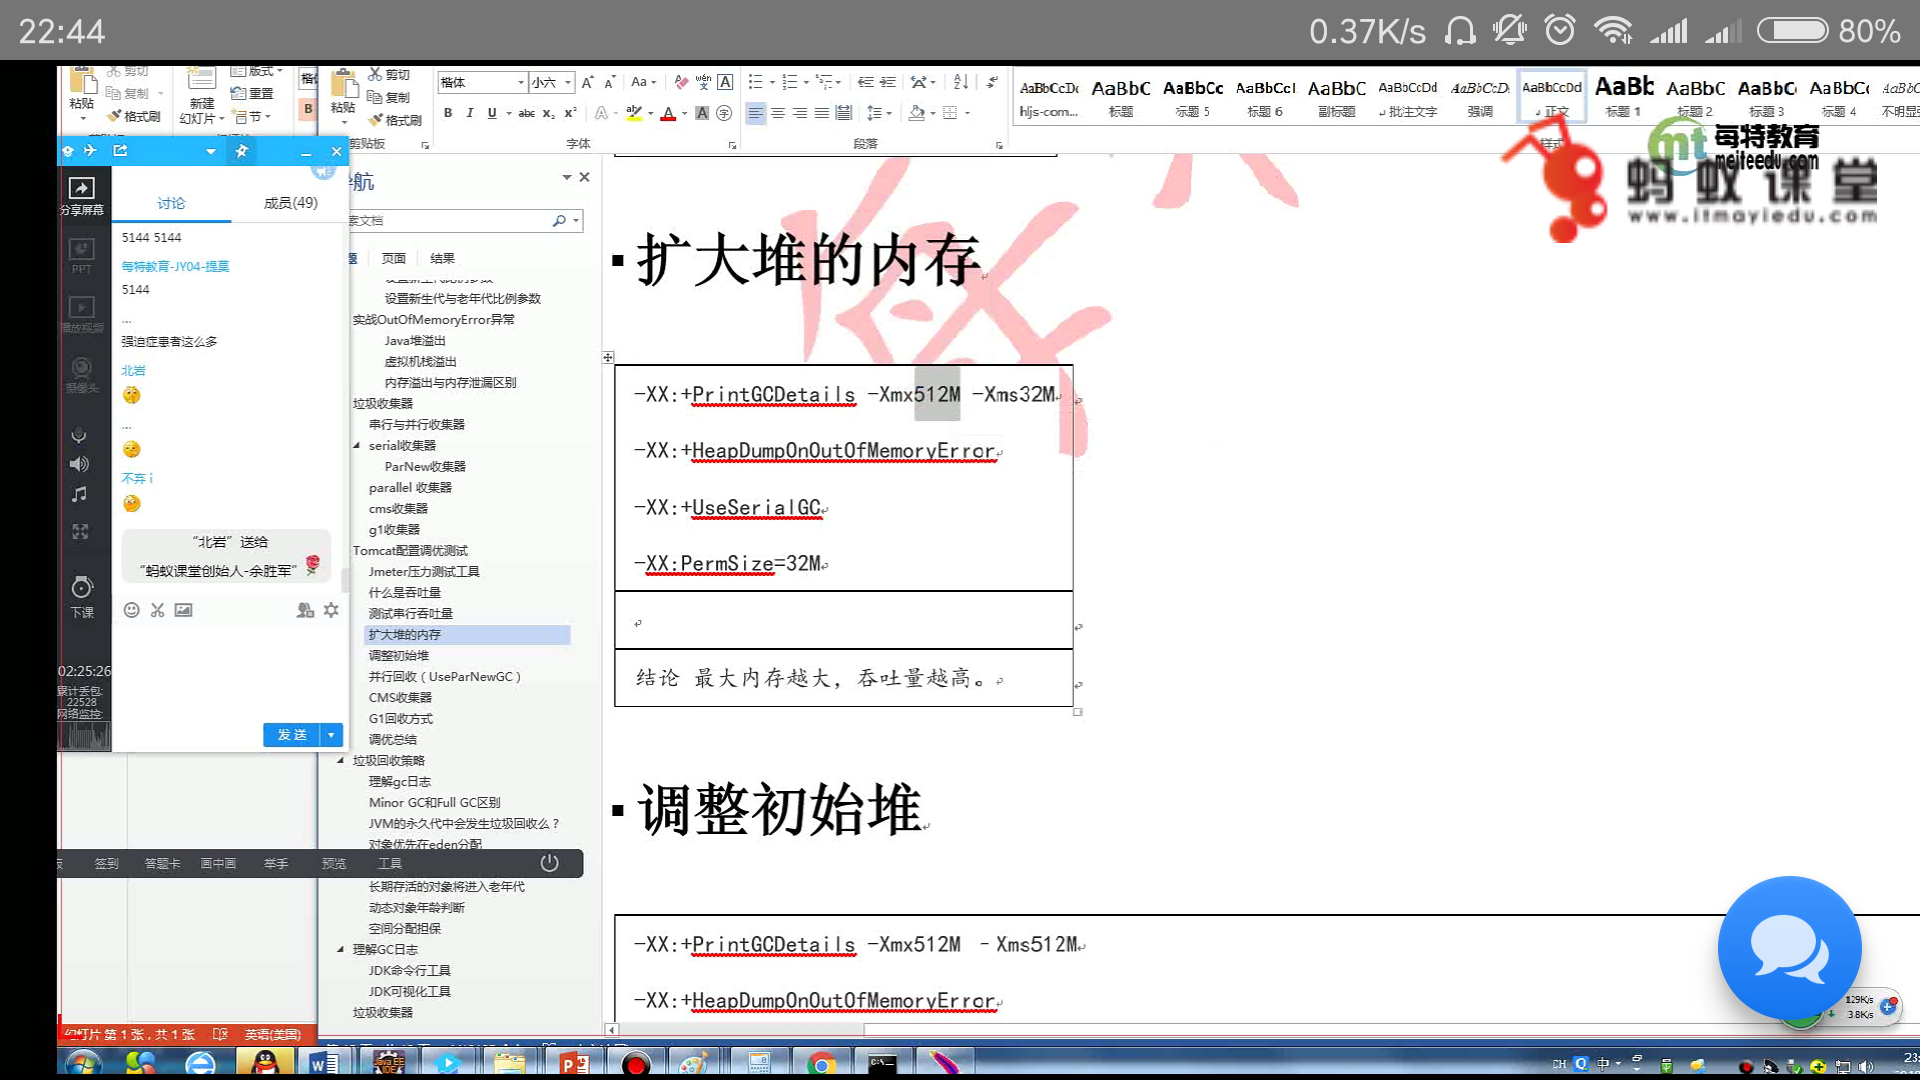 22:44
0.37K/s
80%
粘贴
剪切
复制
格式刷
新建
幻灯片
版式
重置
节
粘贴
剪切
复制
格式刷
剪贴板
楷体
小六
字体
段落
AaBbCcDc
hljs-com...
AaBbC
标题
AaBbCc
标题 5
AaBbCcI
标题 6
AaBbC
副标题
AaBbCcDd
批注文字
AaBbCcD
强调
AaBbCcDd
正文
AaBb
标题 1
AaBbC
标题 2
AaBbCc
标题 3
AaBbCc
标题 4
不明显
样式
每特教育
meiteedu.com
蚂蚁课堂
www.itmayiedu.com
分享屏幕
PPT
播放视频
摄像头
下课
02:25:26
累计丢包:
22528
网络监控:
讨论
成员(49)
5144 5144
每特教育-JY04-提莫
5144
...
强迫症患者这么多
北岩
...
不弃 i
“北岩”送给
“蚂蚁课堂创始人-余胜军”
发送
导航
页面
结果
设置新生代与老年代比例参数
实战OutOfMemoryError异常
Java堆溢出
虚拟机栈溢出
内存溢出与内存泄漏区别
垃圾收集器
串行与并行收集器
serial收集器
ParNew收集器
parallel 收集器
cms收集器
g1收集器
Tomcat配置调优测试
Jmeter压力测试工具
什么是吞吐量
测试串行吞吐量
扩大堆的内存
调整初始堆
并行回收（UseParNewGC）
CMS收集器
G1回收方式
调优总结
垃圾回收策略
理解gc日志
Minor GC和Full GC区别
JVM的永久代中会发生垃圾回收么？
对象优先在eden分配
长期存活的对象将进入老年代
动态对象年龄判断
空间分配担保
理解GC日志
JDK命令行工具
JDK可视化工具
垃圾收集器
签到
答题卡
画中画
举手
预览
工具
扩大堆的内存
-XX:+PrintGCDetails -Xmx512M -Xms32M
-XX:+HeapDumpOnOutOfMemoryError
-XX:+UseSerialGC
-XX:PermSize=32M
结论 最大内存越大，吞吐量越高。
调整初始堆
-XX:+PrintGCDetails -Xmx512M - Xms512M
-XX:+HeapDumpOnOutOfMemoryError
幻灯片 第 1 张，共 1 张
英语(美国)
129K/s
3.8K/s
CH
中